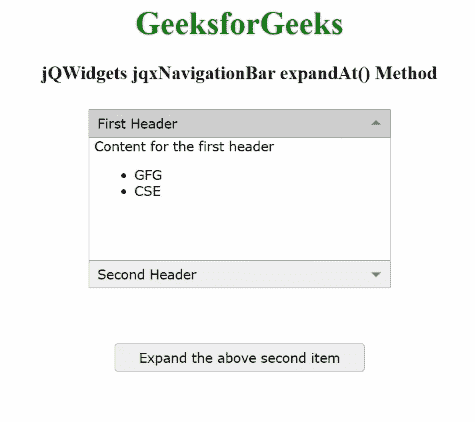 GeeksforGeeks
jQWidgets jqxNavigationBar expandAt() Method
First Header
Content for the first header
GFG
CSE
Second Header
Expand the above second item